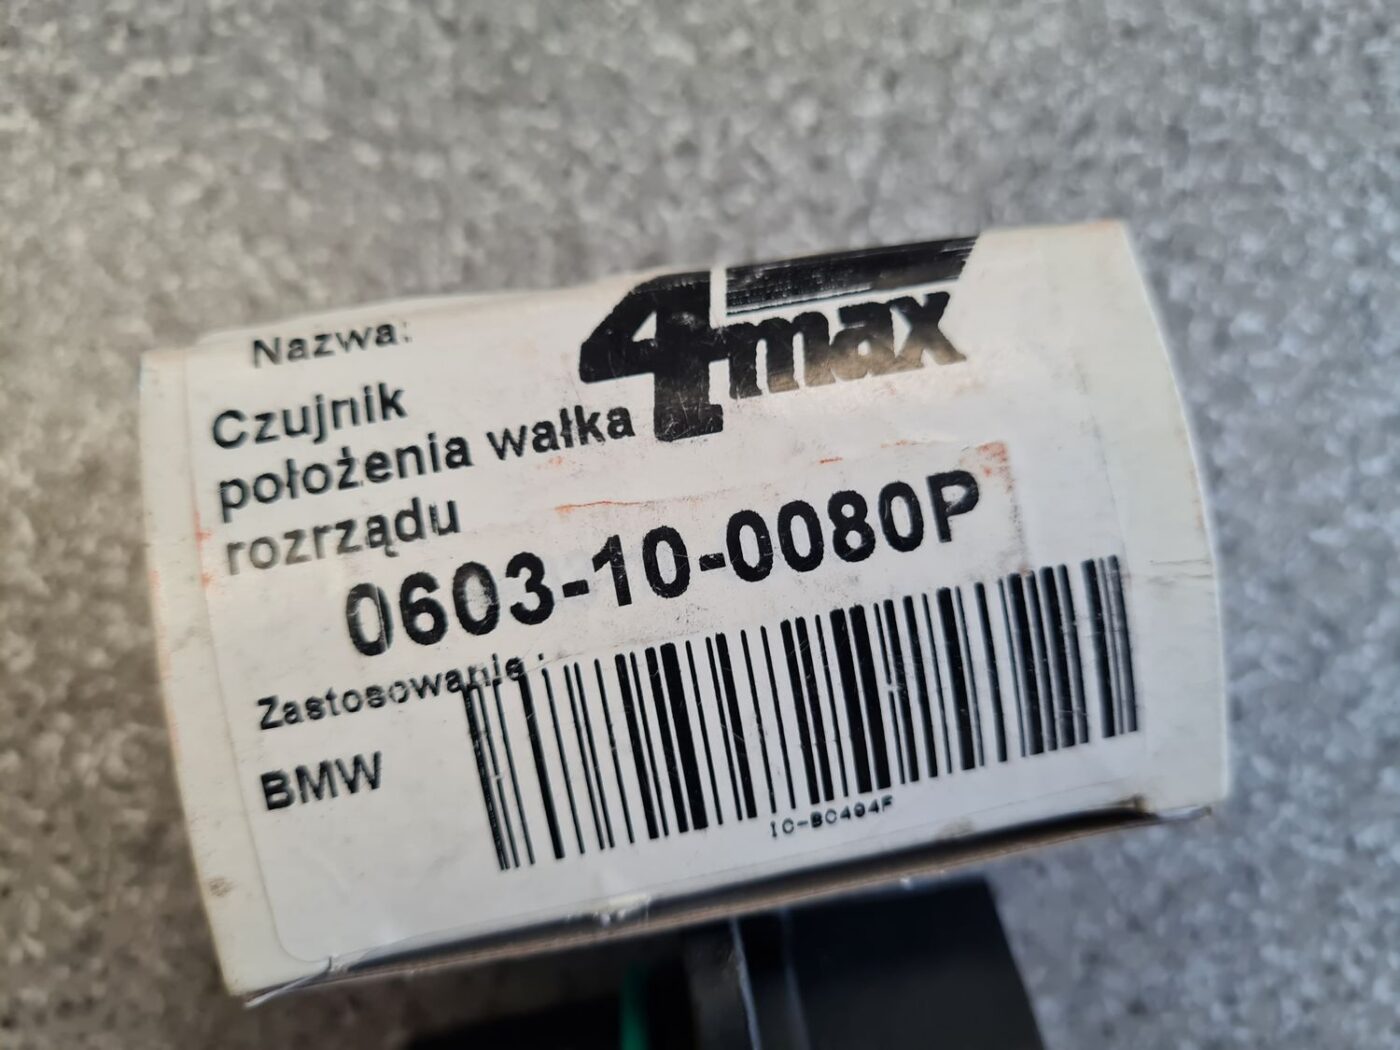 Nazwa:
4max
Czujnik
położenia wałka
rozrządu
0603-10-0080P
Zastosowanie:
BMW
IC-B0494F